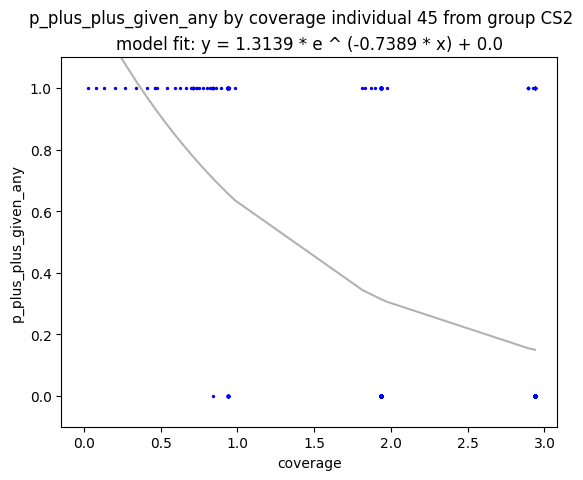 p_plus_plus_given_any by coverage individual 45 from group CS2
model fit: y = 1.3139 * e ^ (-0.7389 * x) + 0.0
1.0
0.8
0.6
0.4
0.2
0.0
p_plus_plus_given_any
0.0 0.5 1.0 1.5 2.0 2.5 3.0
coverage